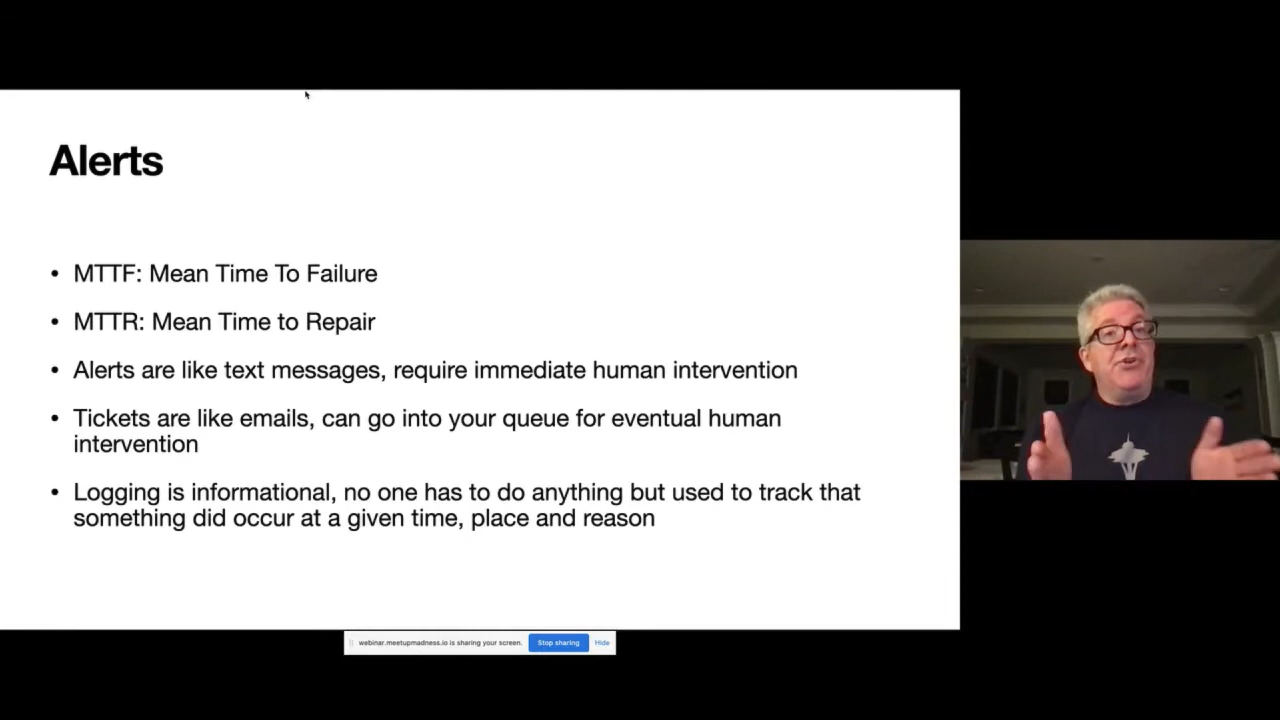 Alerts
• MTTF: Mean Time To Failure
• MTTR: Mean Time to Repair
• Alerts are like text messages, require immediate human intervention
• Tickets are like emails, can go into your queue for eventual human
intervention
• Logging is informational, no one has to do anything but used to track that
something did occur at a given time, place and reason
webinar.meetupmadness.io is sharing your screen. Stop sharing Hide